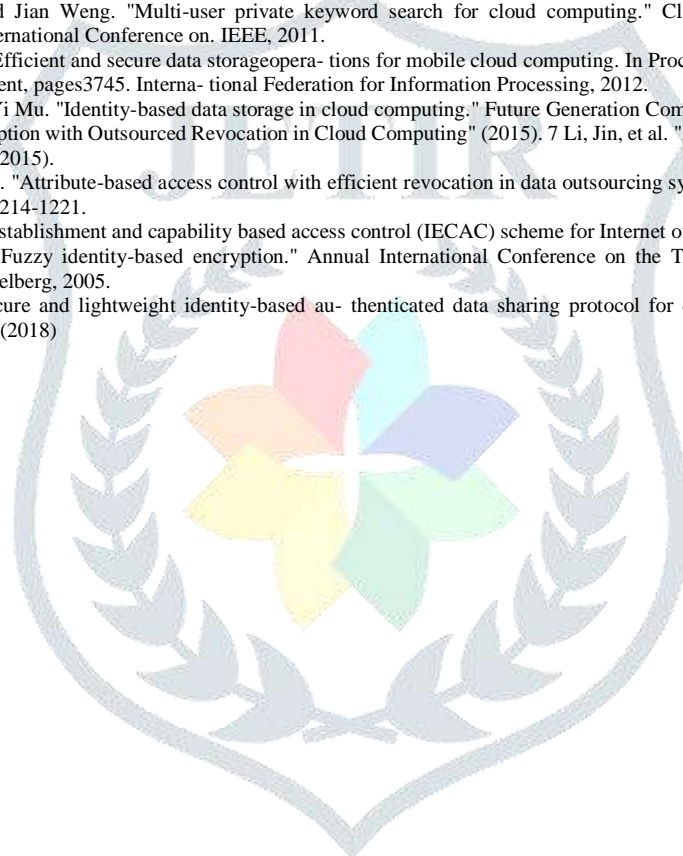 d Jian Weng. "Multi-user private keyword search for cloud computing." Cl
ernational Conference on. IEEE, 2011.
Efficient and secure data storageopera- tions for mobile cloud computing. In Proc
ent, pages3745. Interna- tional Federation for Information Processing, 2012.
Yi Mu. "Identity-based data storage in cloud computing." Future Generation Com
ption with Outsourced Revocation in Cloud Computing" (2015). 7 Li, Jin, et al. "
2015).
. "Attribute-based access control with efficient revocation in data outsourcing sy
214-1221.
stablishment and capability based access control (IECAC) scheme for Internet o
Fuzzy identity-based encryption." Annual International Conference on the T
elberg, 2005.
cure and lightweight identity-based au- thenticated data sharing protocol for
(2018)
JETIR